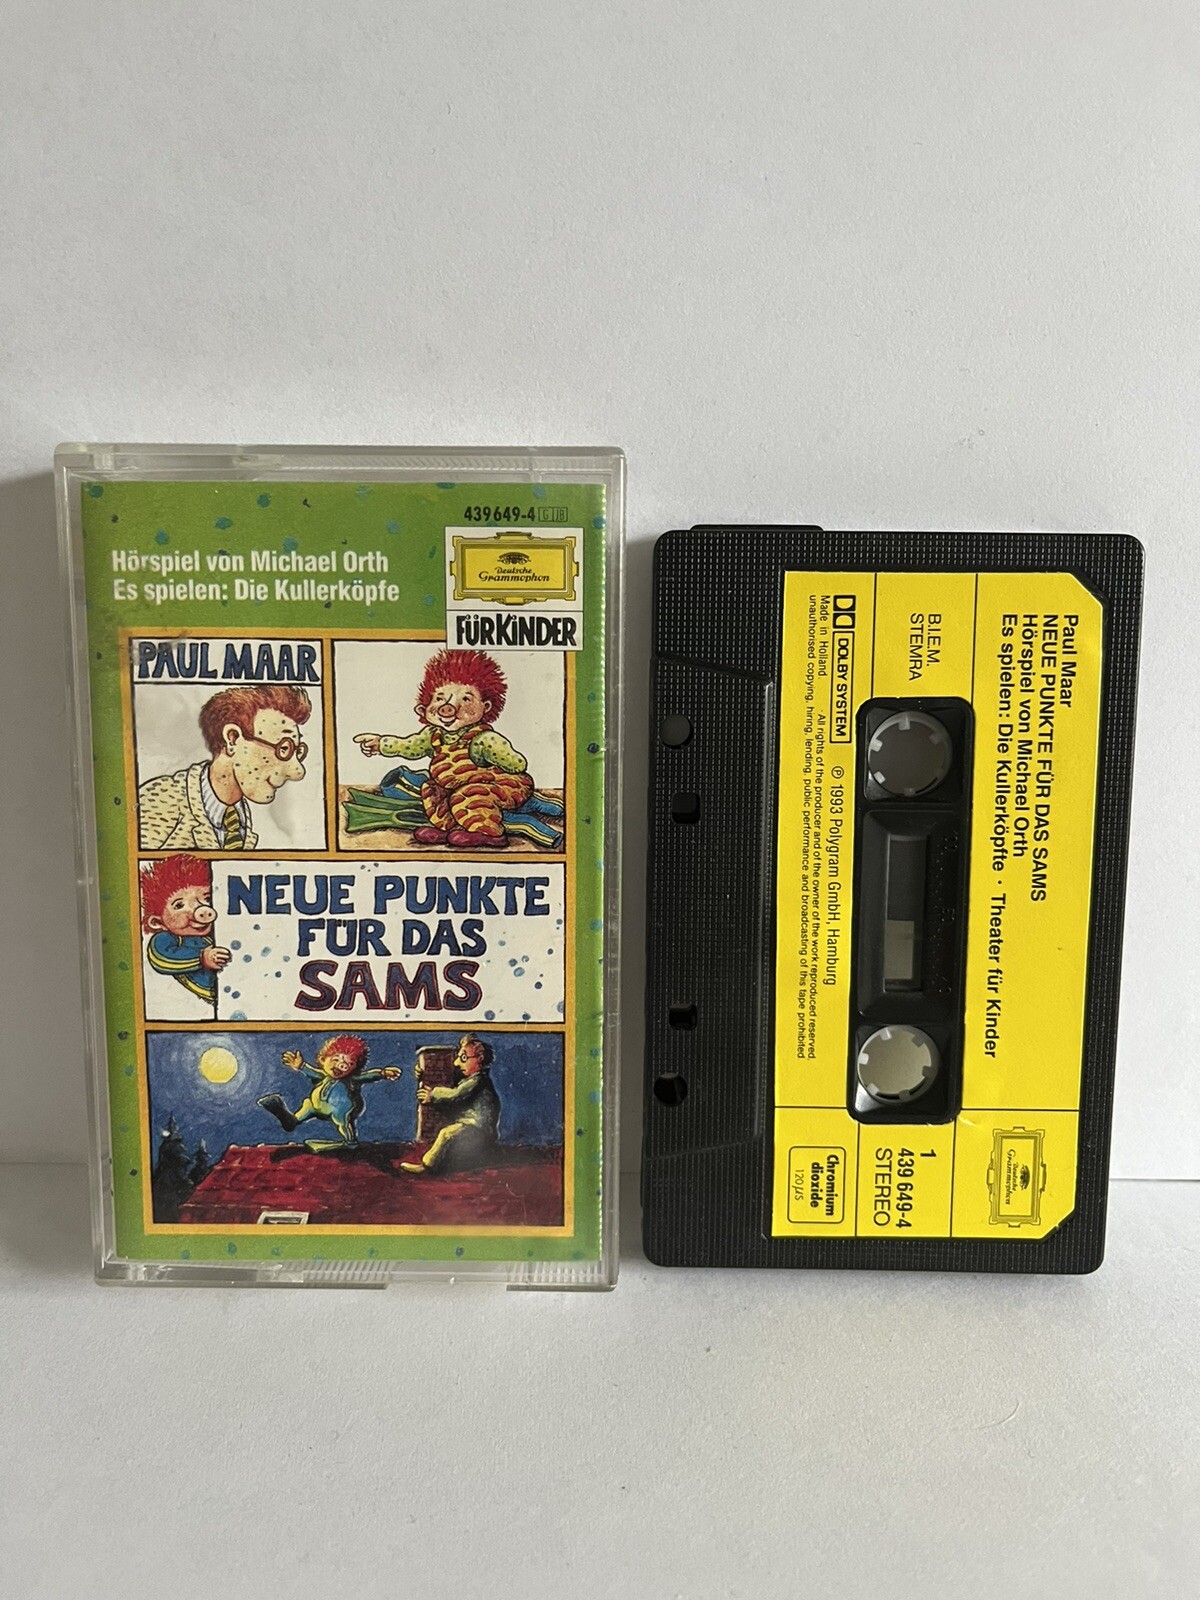 439649-4 G IB
Hörspiel von Michael Orth
Es spielen: Die Kullerköpfe
Deutsche
Grammophon
FÜR KINDER
PAUL MAAR
NEUE PUNKTE
FÜR DAS
SAMS
Paul Maar
NEUE PUNKTE FÜR DAS SAMS
Hörspiel von Michael Orth
Es spielen: Die Kullerköpfte · Theater für Kinder
B.I.E.M.
STEMRA
DOLBY SYSTEM
℗ 1993 Polygram GmbH, Hamburg
Made in Holland. All rights of the producer and of the owner of the work reproduced reserved.
unauthorised copying, hiring, lending, public performance and broadcasting of this tape prohibited
Deutsche
Grammophon
1
439 649-4
STEREO
Chromium
dioxide
120 µs